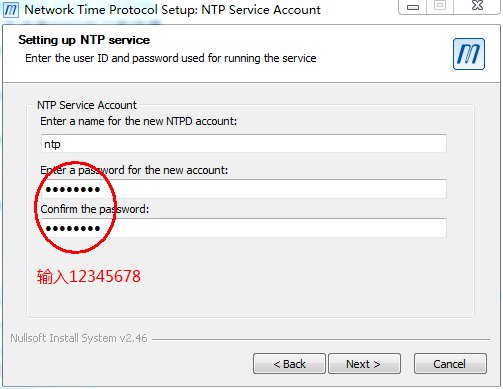 Network Time Protocol Setup: NTP Service Account
Setting up NTP service
Enter the user ID and password used for running the service
NTP Service Account
Enter a name for the new NTPD account:
ntp
Enter a password for the new account:
••••••••
Confirm the password:
••••••••
输入12345678
Nullsoft Install System v2.46
< Back Next > Cancel